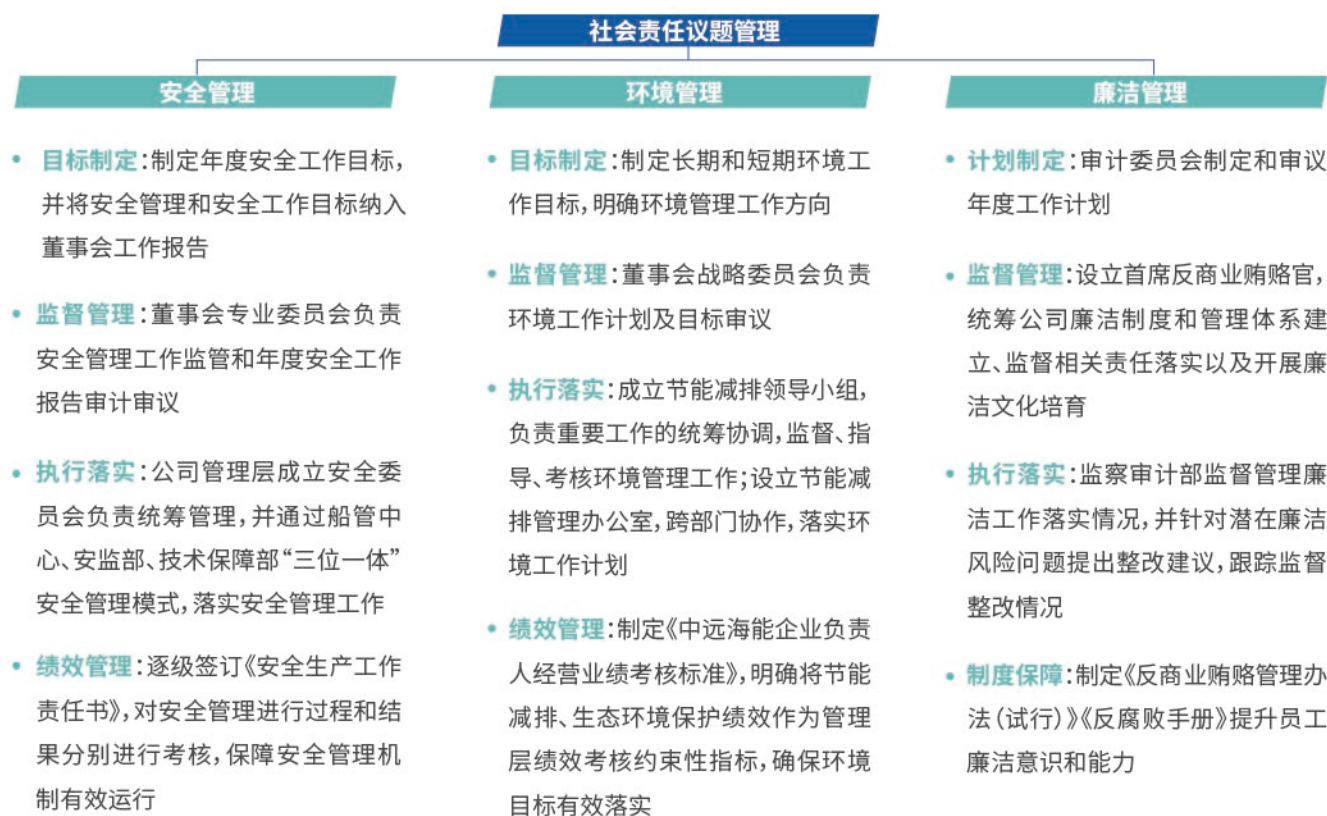 社会责任议题管理
安全管理
• 目标制定：制定年度安全工作目标，
并将安全管理和安全工作目标纳入
董事会工作报告
• 监督管理：董事会专业委员会负责
安全管理工作监管和年度安全工作
报告审计审议
• 执行落实：公司管理层成立安全委
员会负责统筹管理，并通过船管中
心、安监部、技术保障部“三位一体”
安全管理模式，落实安全管理工作
• 绩效管理：逐级签订《安全生产工作
责任书》，对安全管理进行过程和结
果分别进行考核，保障安全管理机
制有效运行
环境管理
• 目标制定：制定长期和短期环境工
作目标，明确环境管理工作方向
• 监督管理：董事会战略委员会负责
环境工作计划及目标审议
• 执行落实：成立节能减排领导小组，
负责重要工作的统筹协调，监督、指
导、考核环境管理工作；设立节能减
排管理办公室，跨部门协作，落实环
境工作计划
• 绩效管理：制定《中远海能企业负责
人经营业绩考核标准》，明确将节能
减排、生态环境保护绩效作为管理
层绩效考核约束性指标，确保环境
目标有效落实
廉洁管理
• 计划制定：审计委员会制定和审议
年度工作计划
• 监督管理：设立首席反商业贿赂官，
统筹公司廉洁制度和管理体系建
立、监督相关责任落实以及开展廉
洁文化培育
• 执行落实：监察审计部监督管理廉
洁工作落实情况，并针对潜在廉洁
风险问题提出整改建议，跟踪监督
整改情况
• 制度保障：制定《反商业贿赂管理办
法（试行）》《反腐败手册》提升员工
廉洁意识和能力